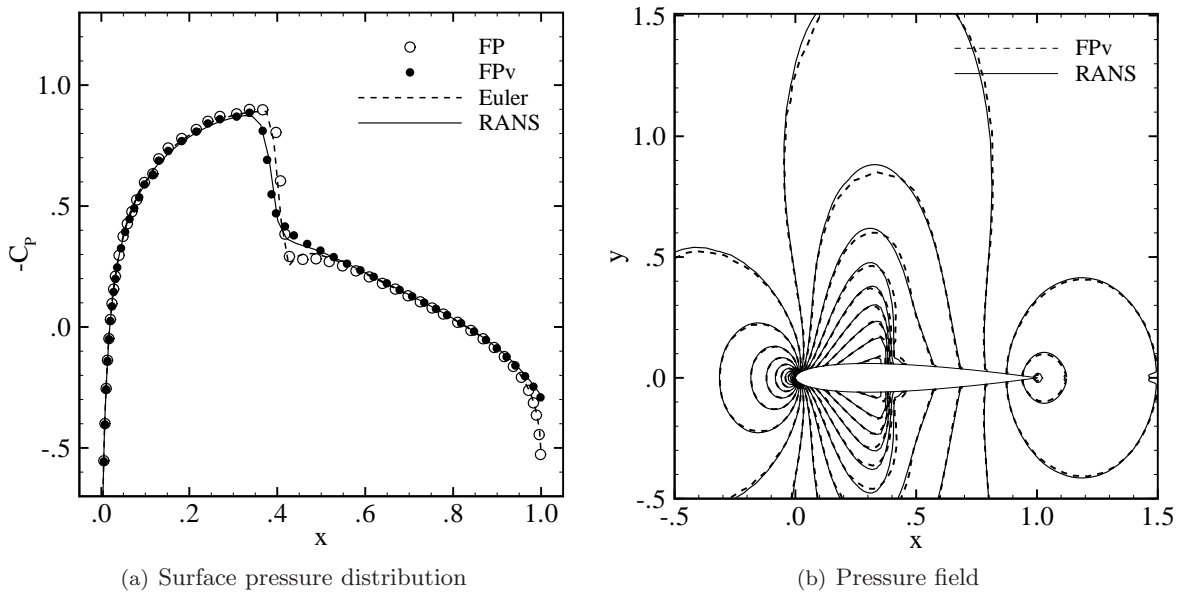 FP
FPv
Euler
RANS
1.0
.5
.0
-.5
-C_P
.0 .2 .4 .6 .8 1.0
x
(a) Surface pressure distribution
FPv
RANS
1.5
1.0
.5
.0
-.5
y
-.5 .0 .5 1.0 1.5
x
(b) Pressure field